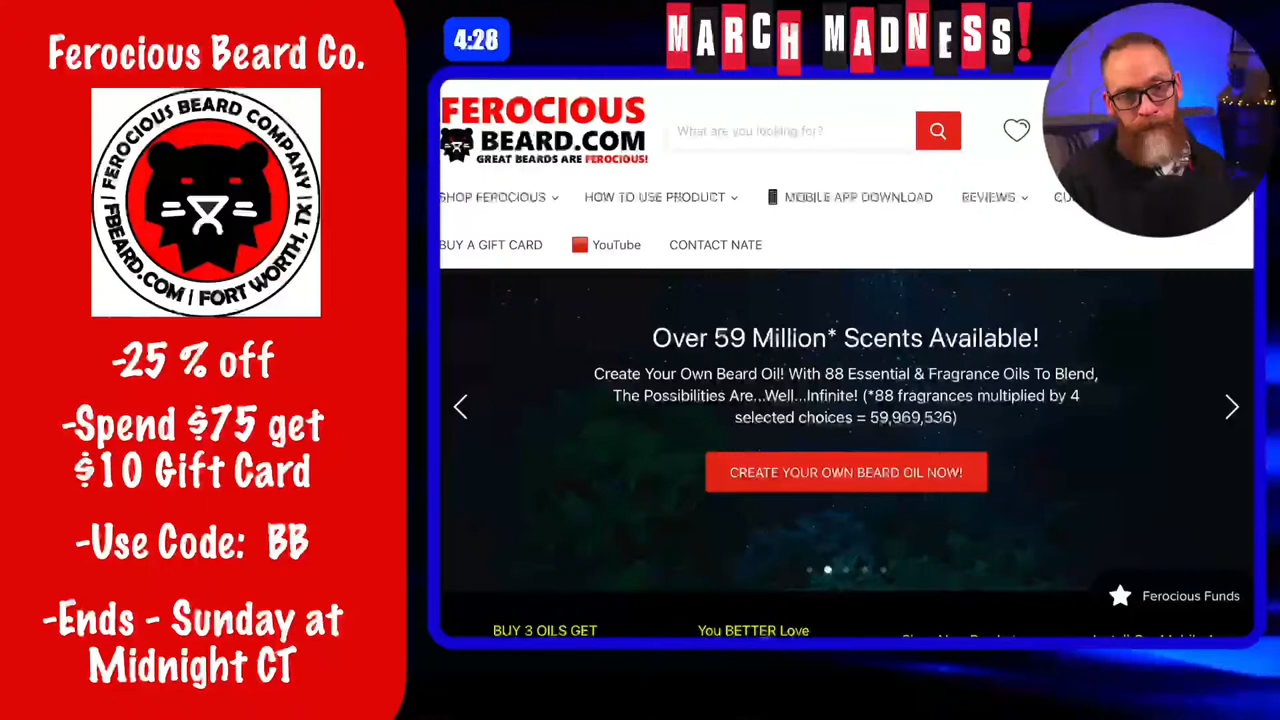 Ferocious Beard Co.
FEROCIOUS BEARD COMPANY | XL
FBEARD.COM | FORT WORTH,
-25 % off
-Spend $75 get
$10 Gift Card
-Use Code: BB
-Ends - Sunday at
Midnight CT
4:28
MARCH MADNESS!
FEROCIOUS
BEARD.COM
GREAT BEARDS ARE FEROCIOUS!
What are you looking for?
SHOP FEROCIOUS
HOW TO USE PRODUCT
MOBILE APP DOWNLOAD
REVIEWS
CU
BUY A GIFT CARD
YouTube
CONTACT NATE
Over 59 Million* Scents Available!
Create Your Own Beard Oil! With 88 Essential & Fragrance Oils To Blend,
The Possibilities Are...Well...Infinite! (*88 fragrances multiplied by 4
selected choices = 59,969,536)
CREATE YOUR OWN BEARD OIL NOW!
Ferocious Funds
BUY 3 OILS GET
You BETTER Love